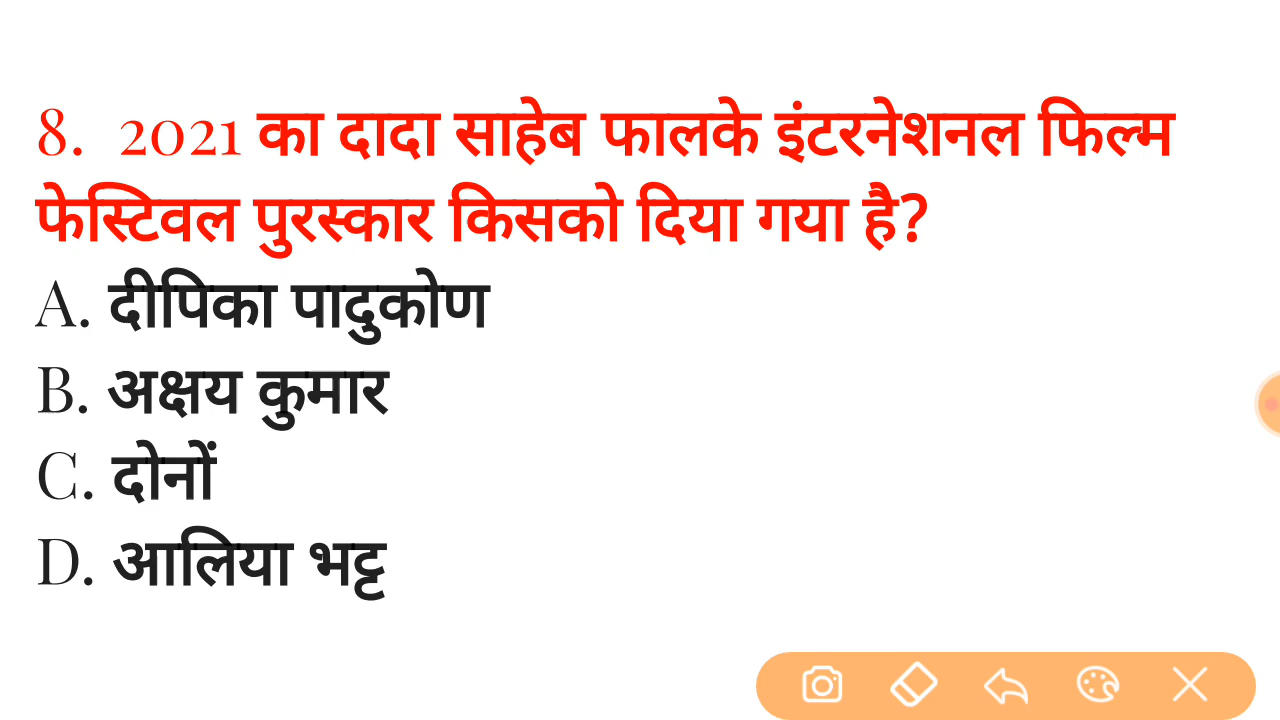 8. 2021 का दादा साहेब फालके इंटरनेशनल फिल्म
फेस्टिवल पुरस्कार किसको दिया गया है?
A. दीपिका पादुकोण
B. अक्षय कुमार
C. दोनों
D. आलिया भट्ट